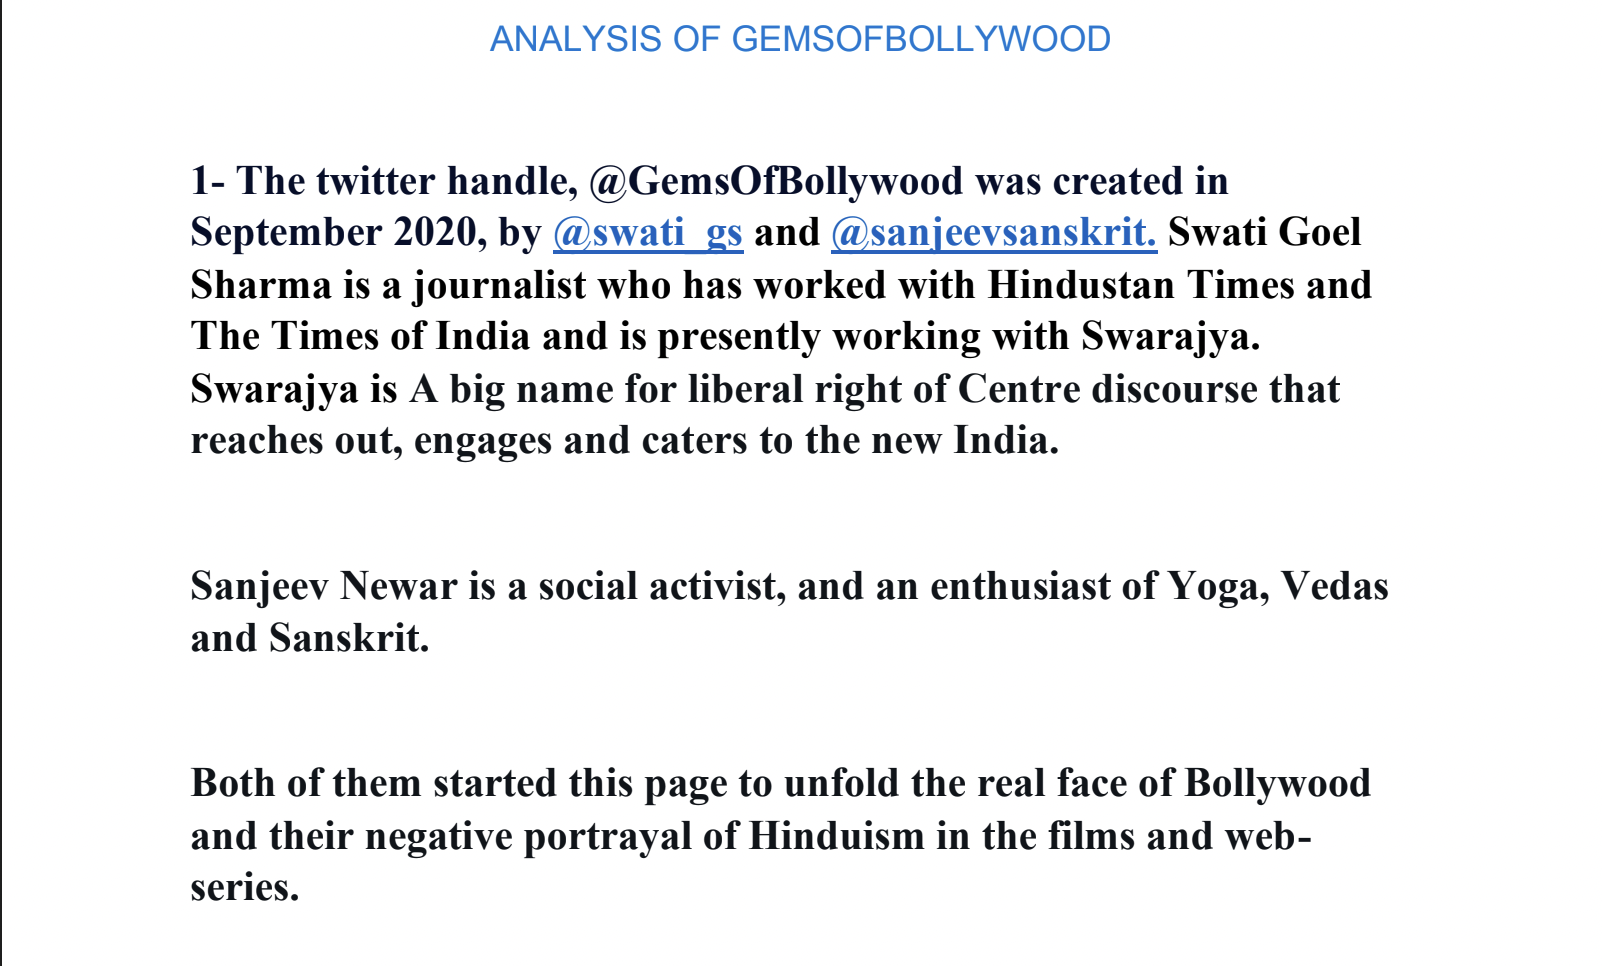 ANALYSIS OF GEMSOFBOLLYWOOD
1- The twitter handle, @GemsOfBollywood was created in
September 2020, by @swati_gs and @sanjeevsanskrit. Swati Goel
Sharma is a journalist who has worked with Hindustan Times and
The Times of India and is presently working with Swarajya.
Swarajya is A big name for liberal right of Centre discourse that
reaches out, engages and caters to the new India.
Sanjeev Newar is a social activist, and an enthusiast of Yoga, Vedas
and Sanskrit.
Both of them started this page to unfold the real face of Bollywood
and their negative portrayal of Hinduism in the films and web-
series.